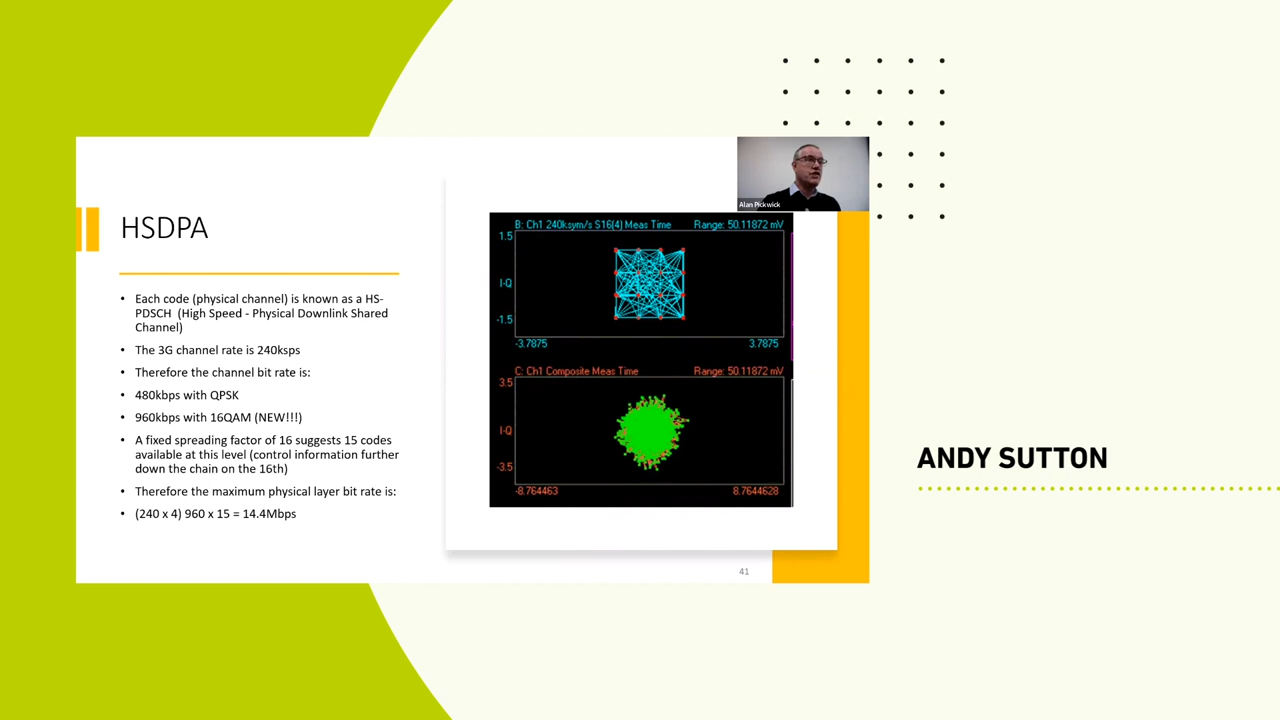 HSDPA
• Each code (physical channel) is known as a HS-
PDSCH (High Speed - Physical Downlink Shared
Channel)
• The 3G channel rate is 240ksps
• Therefore the channel bit rate is:
• 480kbps with QPSK
• 960kbps with 16QAM (NEW!!!)
• A fixed spreading factor of 16 suggests 15 codes
available at this level (control information further
down the chain on the 16th)
• Therefore the maximum physical layer bit rate is:
• (240 x 4) 960 x 15 = 14.4Mbps
Alan Pickwick
B: Ch1 240ksym/s S16(4) Meas Time Range: 50.11872 mV
1.5
I-Q
-1.5
-3.7875 3.7875
C: Ch1 Composite Meas Time Range: 50.11872 mV
3.5
I-Q
-3.5
-8.764463 8.7644628
41
ANDY SUTTON